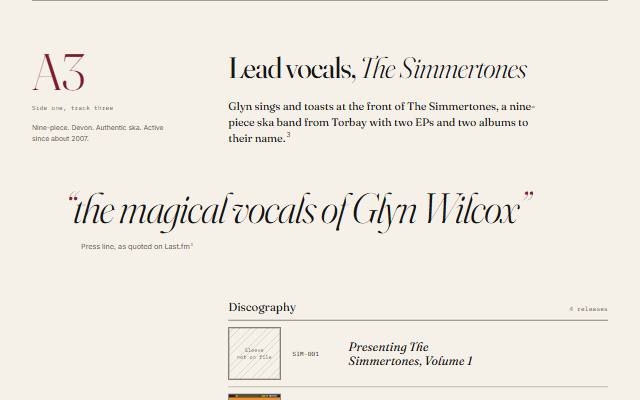 A3
Side one, track three
Nine-piece. Devon. Authentic ska. Active
since about 2007.
Lead vocals, The Simmertones
Glyn sings and toasts at the front of The Simmertones, a nine-
piece ska band from Torbay with two EPs and two albums to
their name.3
“the magical vocals of Glyn Wilcox”
Press line, as quoted on Last.fm
Discography
releases
Sleeve
not on file
SIM-001
Presenting The
Simmertones, Volume 1